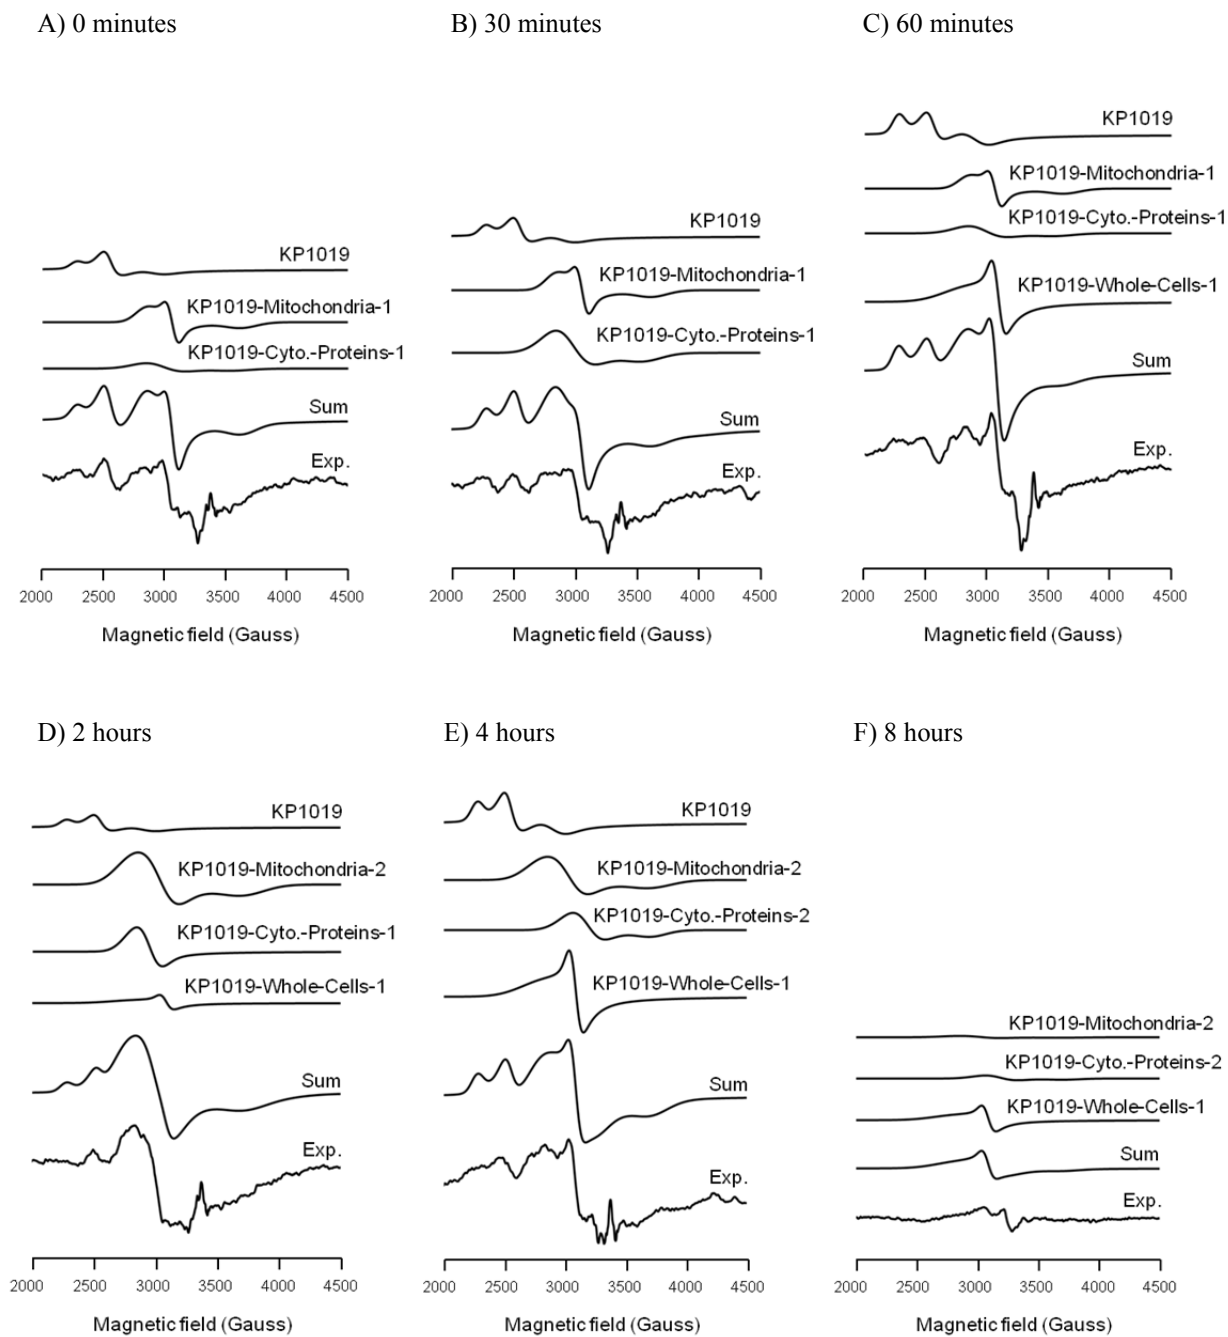 A) 0 minutes
KP1019
KP1019-Mitochondria-1
KP1019-Cyto.-Proteins-1
Sum
Exp.
2000 2500 3000 3500 4000 4500
Magnetic field (Gauss)
B) 30 minutes
KP1019
KP1019-Mitochondria-1
KP1019-Cyto.-Proteins-1
Sum
Exp.
2000 2500 3000 3500 4000 4500
Magnetic field (Gauss)
C) 60 minutes
KP1019
KP1019-Mitochondria-1
KP1019-Cyto.-Proteins-1
KP1019-Whole-Cells-1
Sum
Exp.
2000 2500 3000 3500 4000 4500
Magnetic field (Gauss)
D) 2 hours
KP1019
KP1019-Mitochondria-2
KP1019-Cyto.-Proteins-1
KP1019-Whole-Cells-1
Sum
Exp.
2000 2500 3000 3500 4000 4500
Magnetic field (Gauss)
E) 4 hours
KP1019
KP1019-Mitochondria-2
KP1019-Cyto.-Proteins-2
KP1019-Whole-Cells-1
Sum
Exp.
2000 2500 3000 3500 4000 4500
Magnetic field (Gauss)
F) 8 hours
KP1019-Mitochondria-2
KP1019-Cyto.-Proteins-2
KP1019-Whole-Cells-1
Sum
Exp.
2000 2500 3000 3500 4000 4500
Magnetic field (Gauss)